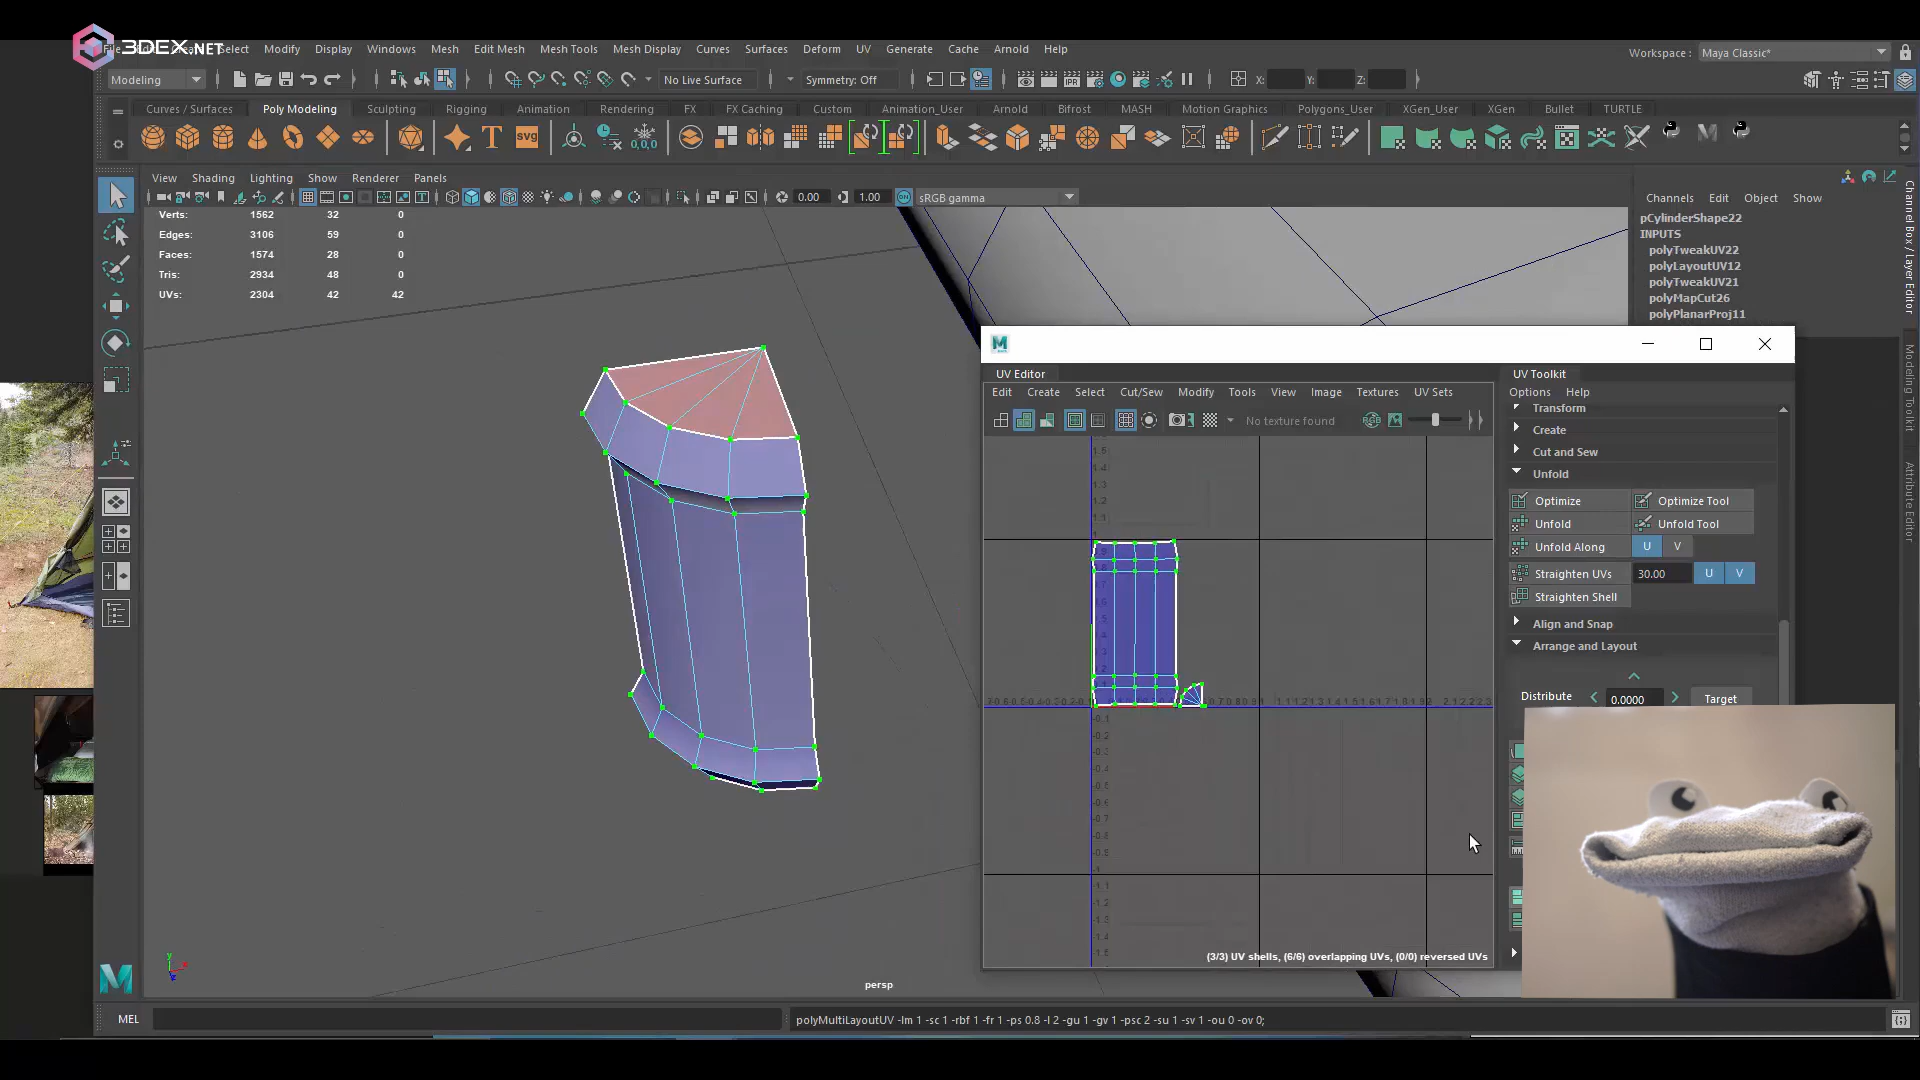 3DEX.NET
File Select Modify Display Windows Mesh Edit Mesh Mesh Tools Mesh Display Curves Surfaces Deform UV Generate Cache Arnold Help
Workspace : Maya Classic*
Modeling No Live Surface Symmetry: Off X: Y: Z:
Curves / Surfaces Poly Modeling Sculpting Rigging Animation Rendering FX FX Caching Custom Animation_User Arnold Bifrost MASH Motion Graphics Polygons_User XGen_User XGen Bullet TURTLE
View Shading Lighting Show Renderer Panels
0.00 1.00 sRGB gamma
Verts: 1562 32 0
Edges: 3106 59 0
Faces: 1574 28 0
Tris: 2934 48 0
UVs: 2304 42 42
Channels Edit Object Show
pCylinderShape22
INPUTS
polyTweakUV22
polyLayoutUV12
polyTweakUV21
polyMapCut26
polyPlanarProj11
Channel Box / Layer Editor
Modeling Toolkit
Attribute Editor
UV Editor
Edit Create Select Cut/Sew Modify Tools View Image Textures UV Sets
No texture found
UV Toolkit
Options Help
Transform
Create
Cut and Sew
Unfold
Optimize Optimize Tool
Unfold Unfold Tool
Unfold Along U V
Straighten UVs 30.00 U V
Straighten Shell
Align and Snap
Arrange and Layout
Distribute 0.0000 Target
(3/3) UV shells, (6/6) overlapping UVs, (0/0) reversed UVs
persp
MEL
polyMultiLayoutUV -lm 1 -sc 1 -rbf 1 -fr 1 -ps 0.8 -l 2 -gu 1 -gv 1 -psc 2 -su 1 -sv 1 -ou 0 -ov 0;